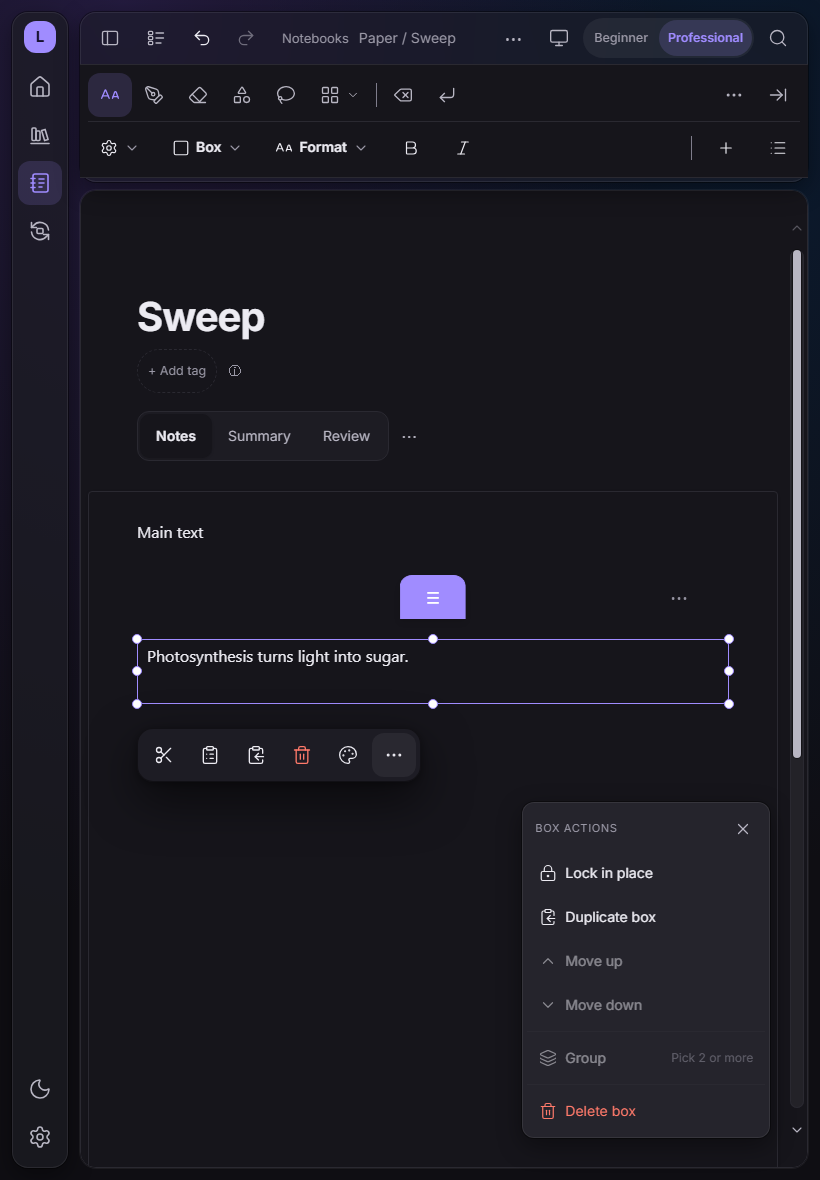 L
Notebooks Paper / Sweep
Beginner Professional
AA
Box
AA Format
B I
Sweep
+ Add tag
Notes Summary Review
Main text
Photosynthesis turns light into sugar.
BOX ACTIONS
Lock in place
Duplicate box
Move up
Move down
Group Pick 2 or more
Delete box